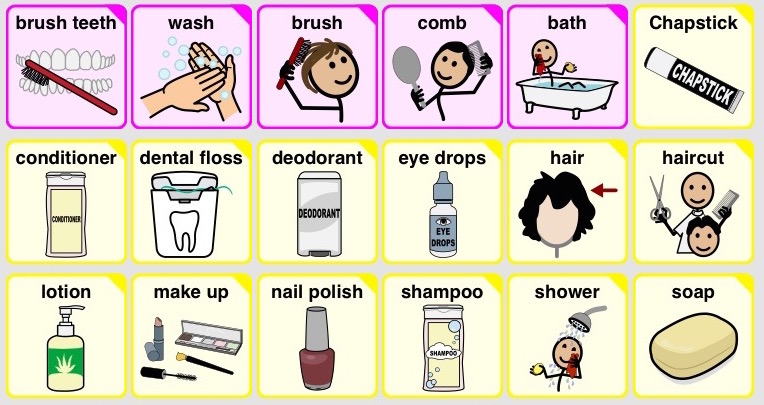 brush teeth
wash
brush
comb
bath
Chapstick
CHAPSTICK
conditioner
CONDITIONER
dental floss
deodorant
DEODORANT
eye drops
EYE
DROPS
hair
haircut
lotion
make up
nail polish
shampoo
SHAMPOO
shower
soap